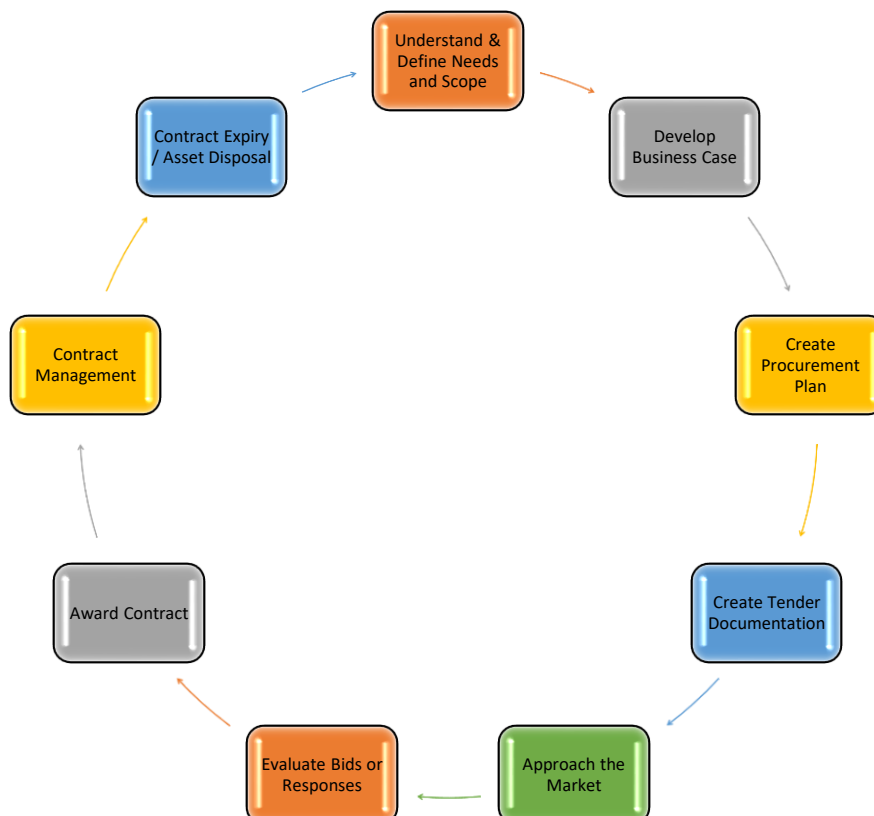 Understand &
Define Needs
and Scope
Develop
Business Case
Create
Procurement
Plan
Create Tender
Documentation
Approach the
Market
Evaluate Bids or
Responses
Award Contract
Contract
Management
Contract Expiry
/ Asset Disposal